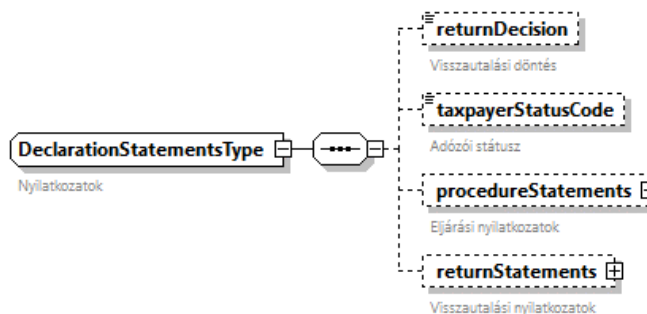 returnDecision
Visszautalási döntés
taxpayerStatusCode
Adózói státusz
DeclarationStatementsType
Nyilatkozatok
procedureStatements
Eljárási nyilatkozatok
returnStatements
Visszautalási nyilatkozatok